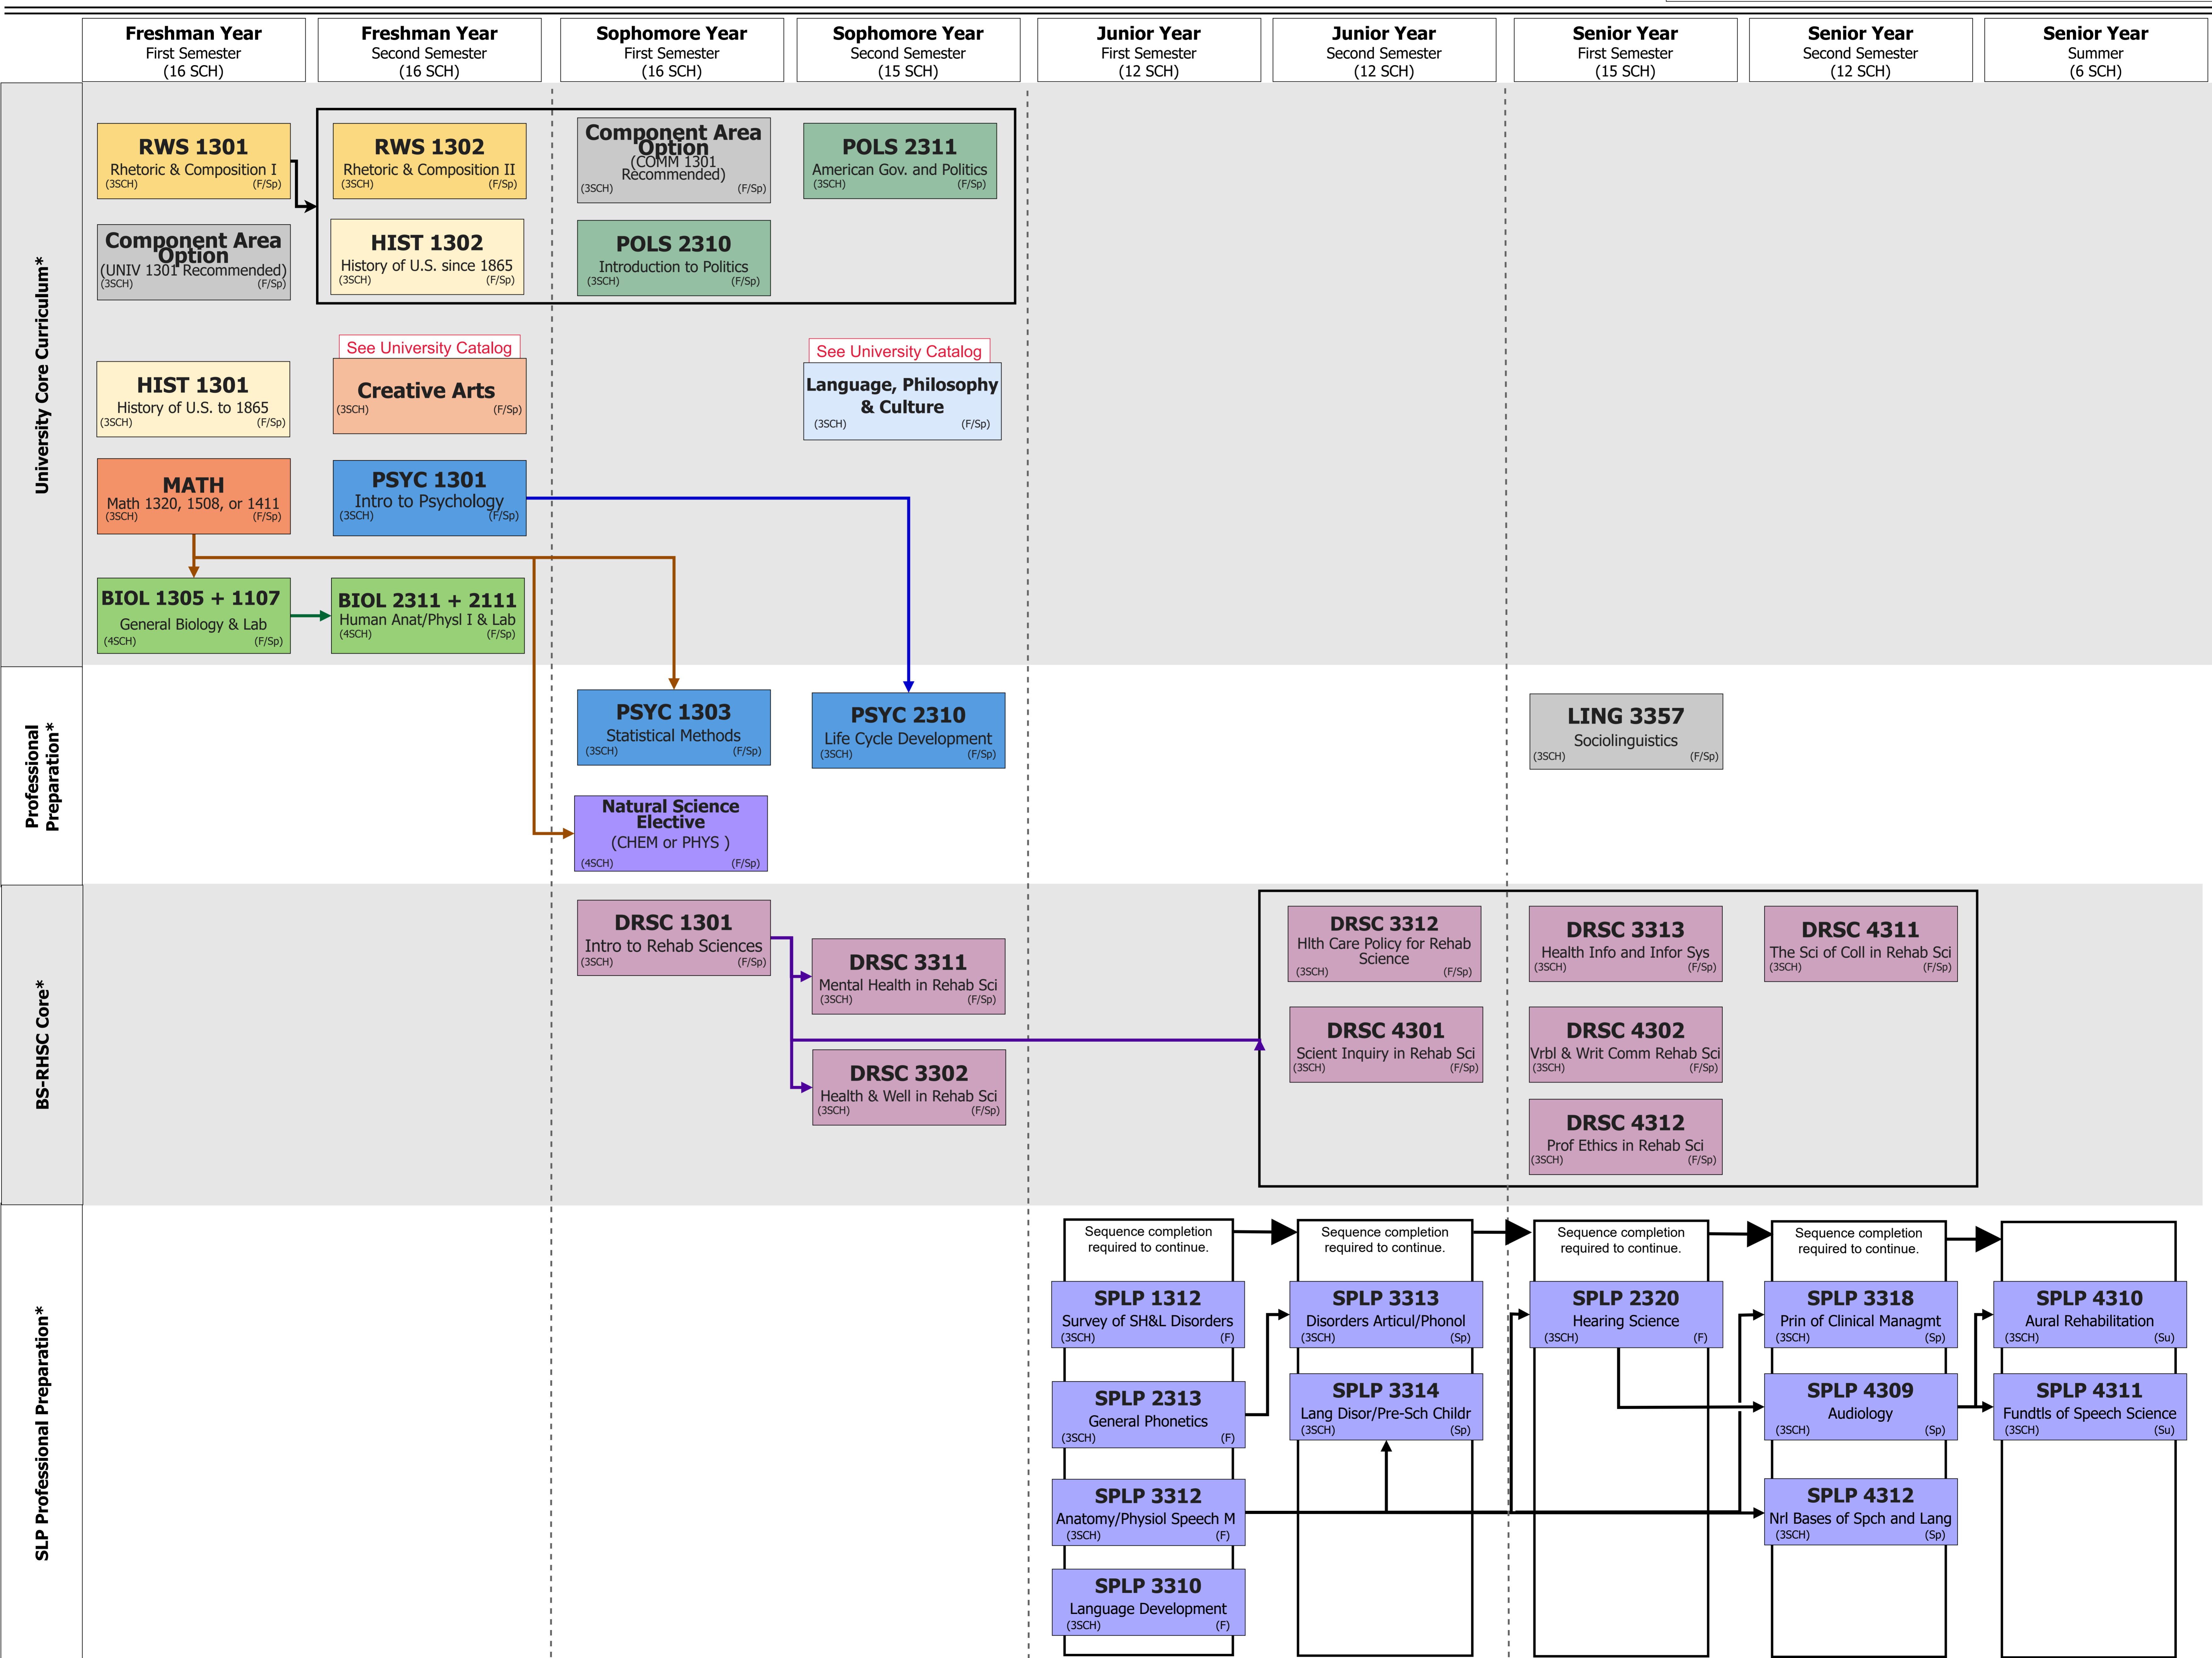 Freshman Year
First Semester
(16 SCH)
Freshman Year
Second Semester
(16 SCH)
Sophomore Year
First Semester
(16 SCH)
Sophomore Year
Second Semester
(15 SCH)
Junior Year
First Semester
(12 SCH)
Junior Year
Second Semester
(12 SCH)
Senior Year
First Semester
(15 SCH)
Senior Year
Second Semester
(12 SCH)
Senior Year
Summer
(6 SCH)
University Core Curriculum*
RWS 1301
Rhetoric & Composition I
(3SCH) (F/Sp)
RWS 1302
Rhetoric & Composition II
(3SCH) (F/Sp)
Component Area
Option
(COMM 1301
Recommended)
(3SCH) (F/Sp)
POLS 2311
American Gov. and Politics
(3SCH) (F/Sp)
Component Area
Option
(UNIV 1301 Recommended)
(3SCH) (F/Sp)
HIST 1302
History of U.S. since 1865
(3SCH) (F/Sp)
POLS 2310
Introduction to Politics
(3SCH) (F/Sp)
HIST 1301
History of U.S. to 1865
(3SCH) (F/Sp)
See University Catalog
Creative Arts
(3SCH) (F/Sp)
See University Catalog
Language, Philosophy
& Culture
(3SCH) (F/Sp)
MATH
Math 1320, 1508, or 1411
(3SCH) (F/Sp)
PSYC 1301
Intro to Psychology
(3SCH) (F/Sp)
BIOL 1305 + 1107
General Biology & Lab
(4SCH) (F/Sp)
BIOL 2311 + 2111
Human Anat/Physl I & Lab
(4SCH) (F/Sp)
Professional
Preparation*
PSYC 1303
Statistical Methods
(3SCH) (F/Sp)
PSYC 2310
Life Cycle Development
(3SCH) (F/Sp)
LING 3357
Sociolinguistics
(3SCH) (F/Sp)
Natural Science
Elective
(CHEM or PHYS )
(4SCH) (F/Sp)
BS-RHSC Core*
DRSC 1301
Intro to Rehab Sciences
(3SCH) (F/Sp)
DRSC 3311
Mental Health in Rehab Sci
(3SCH) (F/Sp)
DRSC 3302
Health & Well in Rehab Sci
(3SCH) (F/Sp)
DRSC 3312
Hlth Care Policy for Rehab
Science
(3SCH) (F/Sp)
DRSC 3313
Health Info and Infor Sys
(3SCH) (F/Sp)
DRSC 4311
The Sci of Coll in Rehab Sci
(3SCH) (F/Sp)
DRSC 4301
Scient Inquiry in Rehab Sci
(3SCH) (F/Sp)
DRSC 4302
Vrbl & Writ Comm Rehab Sci
(3SCH) (F/Sp)
DRSC 4312
Prof Ethics in Rehab Sci
(3SCH) (F/Sp)
SLP Professional Preparation*
Sequence completion
required to continue.
Sequence completion
required to continue.
Sequence completion
required to continue.
Sequence completion
required to continue.
SPLP 1312
Survey of SH&L Disorders
(3SCH) (F)
SPLP 3313
Disorders Articul/Phonol
(3SCH) (Sp)
SPLP 2320
Hearing Science
(3SCH) (F)
SPLP 3318
Prin of Clinical Managmt
(3SCH) (Sp)
SPLP 4310
Aural Rehabilitation
(3SCH) (Su)
SPLP 2313
General Phonetics
(3SCH) (F)
SPLP 3314
Lang Disor/Pre-Sch Childr
(3SCH) (Sp)
SPLP 4309
Audiology
(3SCH) (Sp)
SPLP 4311
Fundtls of Speech Science
(3SCH) (Su)
SPLP 3312
Anatomy/Physiol Speech M
(3SCH) (F)
SPLP 4312
Nrl Bases of Spch and Lang
(3SCH) (Sp)
SPLP 3310
Language Development
(3SCH) (F)